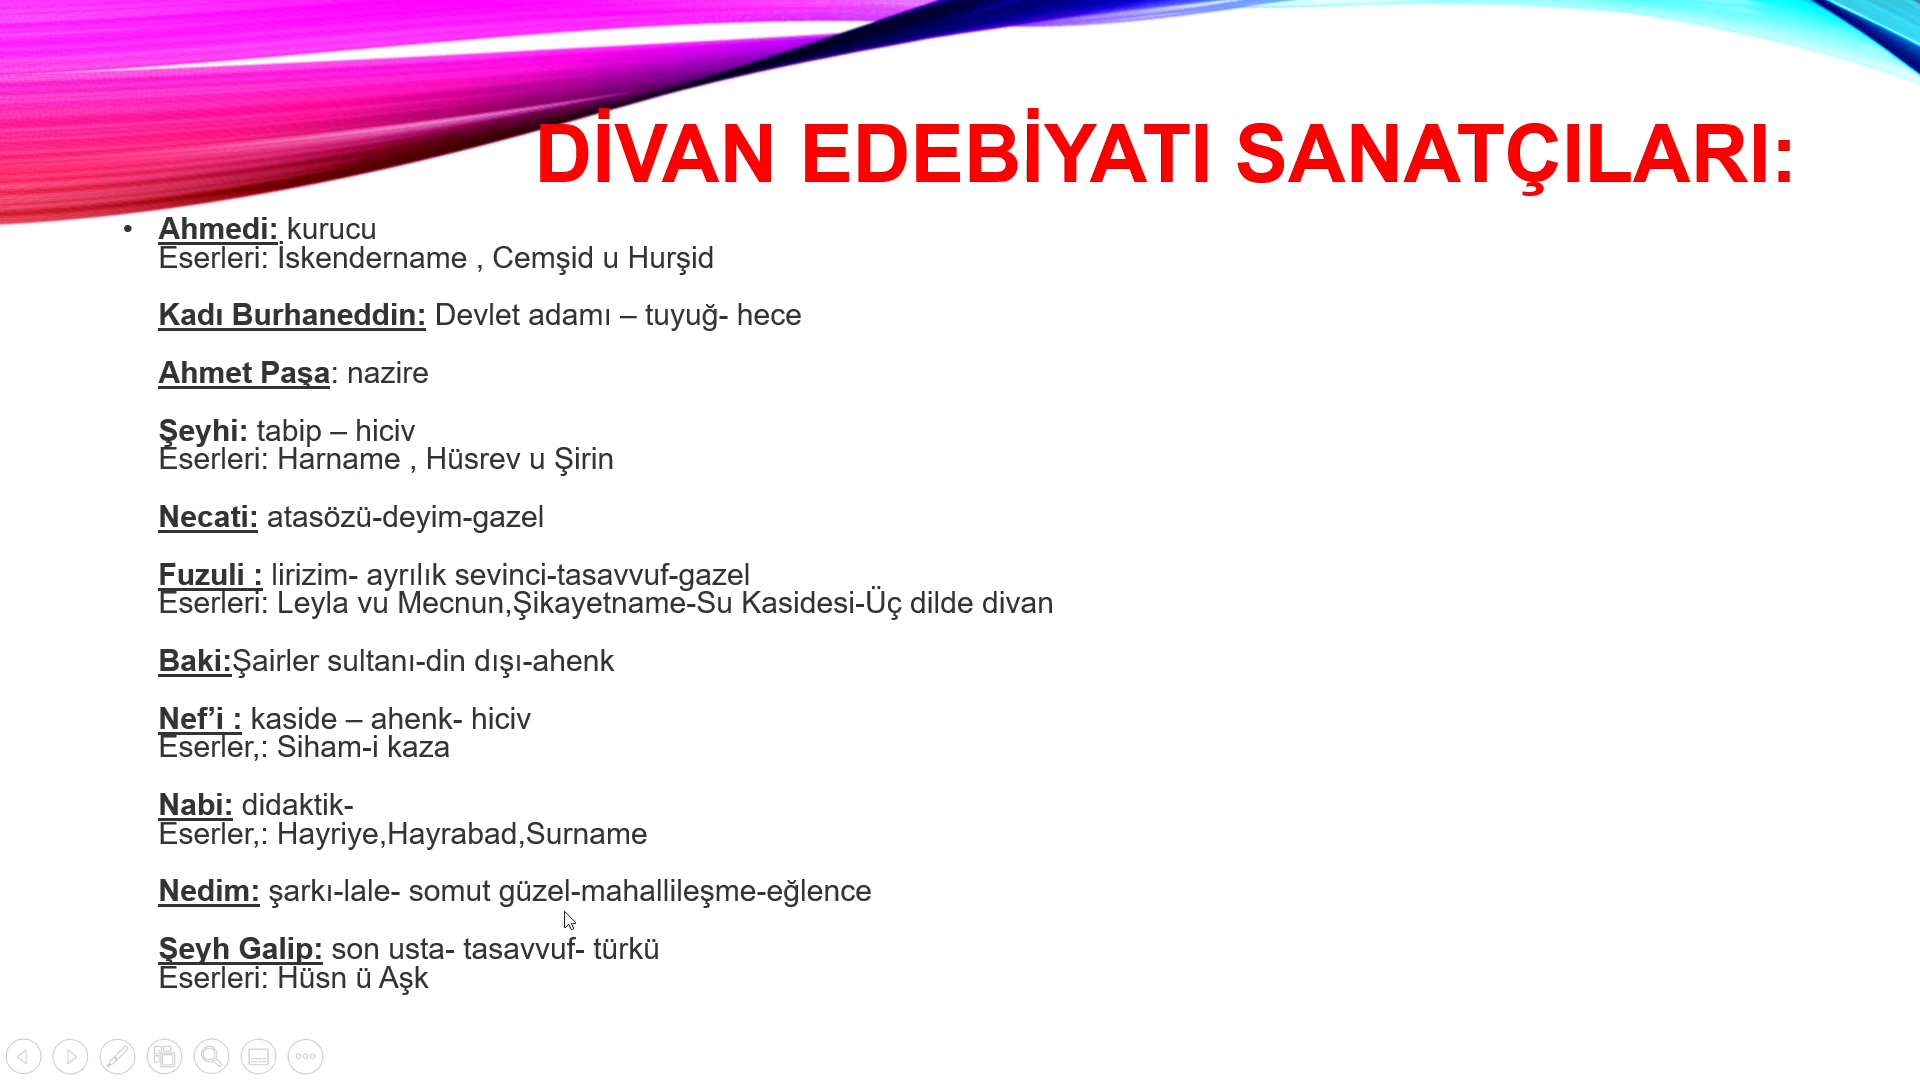 DİVAN EDEBİYATI SANATÇILARI:
• Ahmedi: kurucu
Eserleri: İskendername , Cemşid u Hurşid
Kadı Burhaneddin: Devlet adamı – tuyuğ- hece
Ahmet Paşa: nazire
Şeyhi: tabip – hiciv
Eserleri: Harname , Hüsrev u Şirin
Necati: atasözü-deyim-gazel
Fuzuli : lirizim- ayrılık sevinci-tasavvuf-gazel
Eserleri: Leyla vu Mecnun,Şikayetname-Su Kasidesi-Üç dilde divan
Baki:Şairler sultanı-din dışı-ahenk
Nef’i : kaside – ahenk- hiciv
Eserler,: Siham-i kaza
Nabi: didaktik-
Eserler,: Hayriye,Hayrabad,Surname
Nedim: şarkı-lale- somut güzel-mahallileşme-eğlence
Şeyh Galip: son usta- tasavvuf- türkü
Eserleri: Hüsn ü Aşk